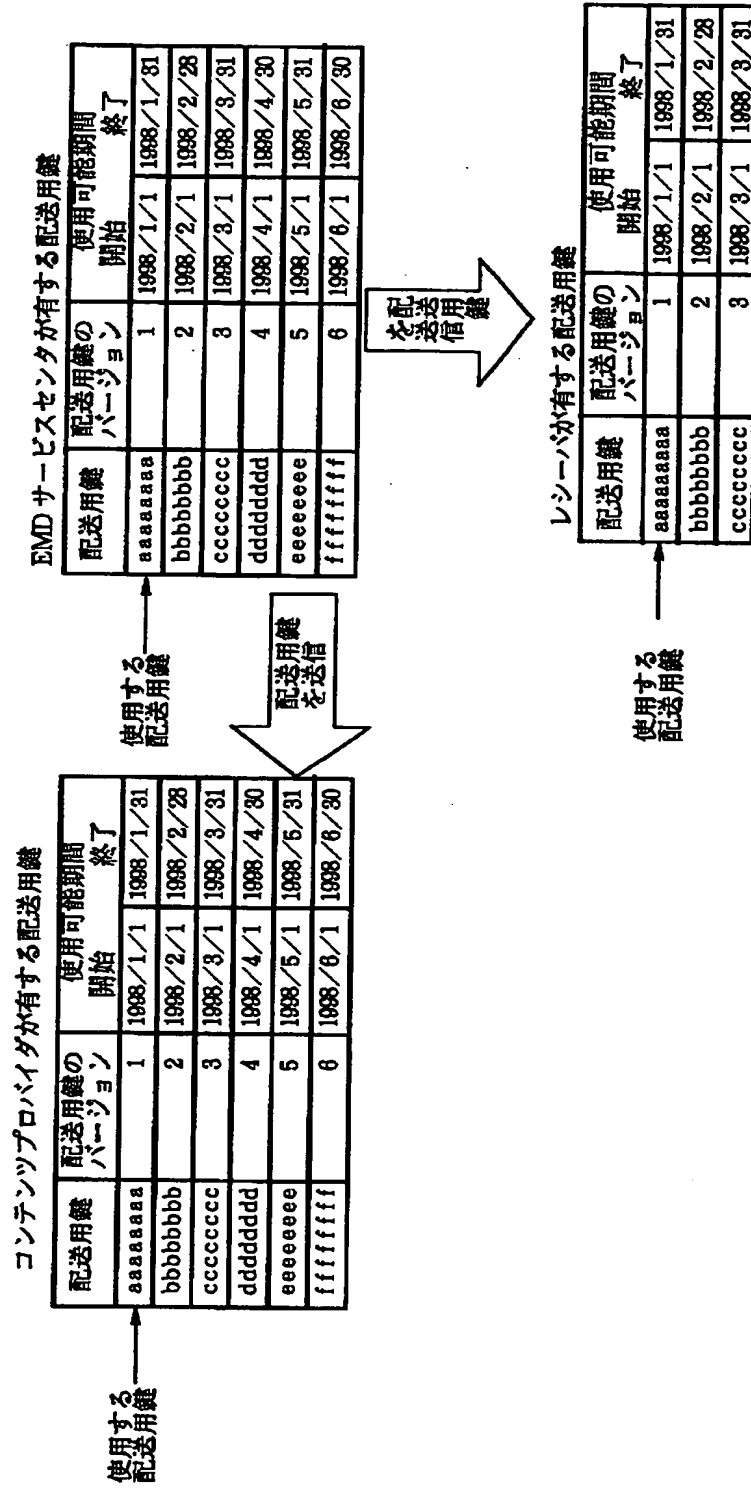 EMD サービスセンタが有する配送用鍵
配送用鍵 配送用鍵の バージョン 使用可能期間 開始 終了
aaaaaaaa 1 1998/1/1 1998/1/31
bbbbbbbb 2 1998/2/1 1998/2/28
cccccccc 3 1998/3/1 1998/3/31
dddddddd 4 1998/4/1 1998/4/30
eeeeeeee 5 1998/5/1 1998/5/31
ffffffff 6 1998/6/1 1998/6/30
使用する
配送用鍵
配送用鍵
を送信
コンテンツプロバイダが有する配送用鍵
配送用鍵 配送用鍵の バージョン 使用可能期間 開始 終了
aaaaaaaa 1 1998/1/1 1998/1/31
bbbbbbbb 2 1998/2/1 1998/2/28
cccccccc 3 1998/3/1 1998/3/31
dddddddd 4 1998/4/1 1998/4/30
eeeeeeee 5 1998/5/1 1998/5/31
ffffffff 6 1998/6/1 1998/6/30
使用する
配送用鍵
配送用鍵
を送信
レシーバが有する配送用鍵
配送用鍵 配送用鍵の バージョン 使用可能期間 開始 終了
aaaaaaaa 1 1998/1/1 1998/1/31
bbbbbbbb 2 1998/2/1 1998/2/28
cccccccc 3 1998/3/1 1998/3/31
使用する
配送用鍵